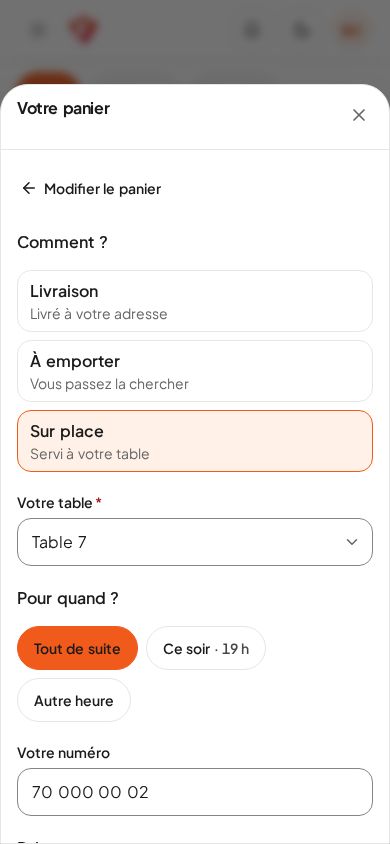 Votre panier
Modifier le panier
Comment ?
Livraison
Livré à votre adresse
À emporter
Vous passez la chercher
Sur place
Servi à votre table
Votre table *
Table 7
Pour quand ?
Tout de suite
Ce soir · 19 h
Autre heure
Votre numéro
70 000 00 02